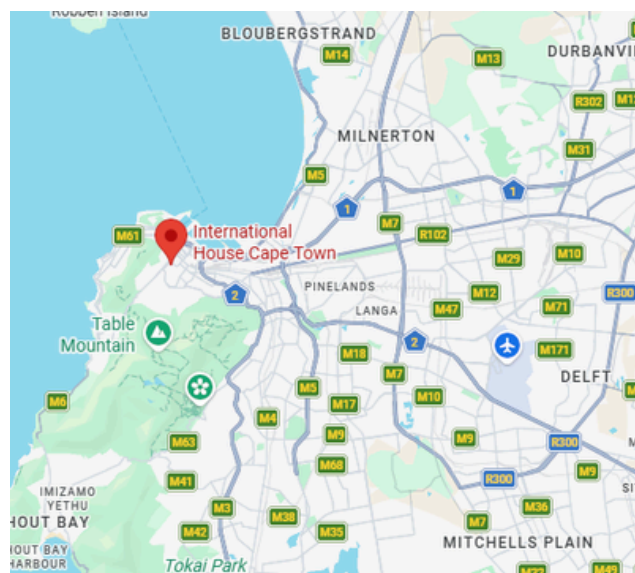 Robben Island
BLOUBERGSTRAND
M14
M13
DURBANVI
R302
M31
MILNERTON
M5
1
1
M61
International
House Cape Town
M7
R102
M29
M10
2
PINELANDS
M12
R300
LANGA
M47
M71
Table
Mountain
2
M18
M171
M6
M5
M7
DELFT
M17
M10
M4
M63
M9
M9
R300
M68
M9
M41
R300
IMIZAMO
YETHU
HOUT BAY
M3
M38
M7
M36
M42
M35
MITCHELLS PLAIN
HOUT BAY
HARBOUR
Tokai Park
M49